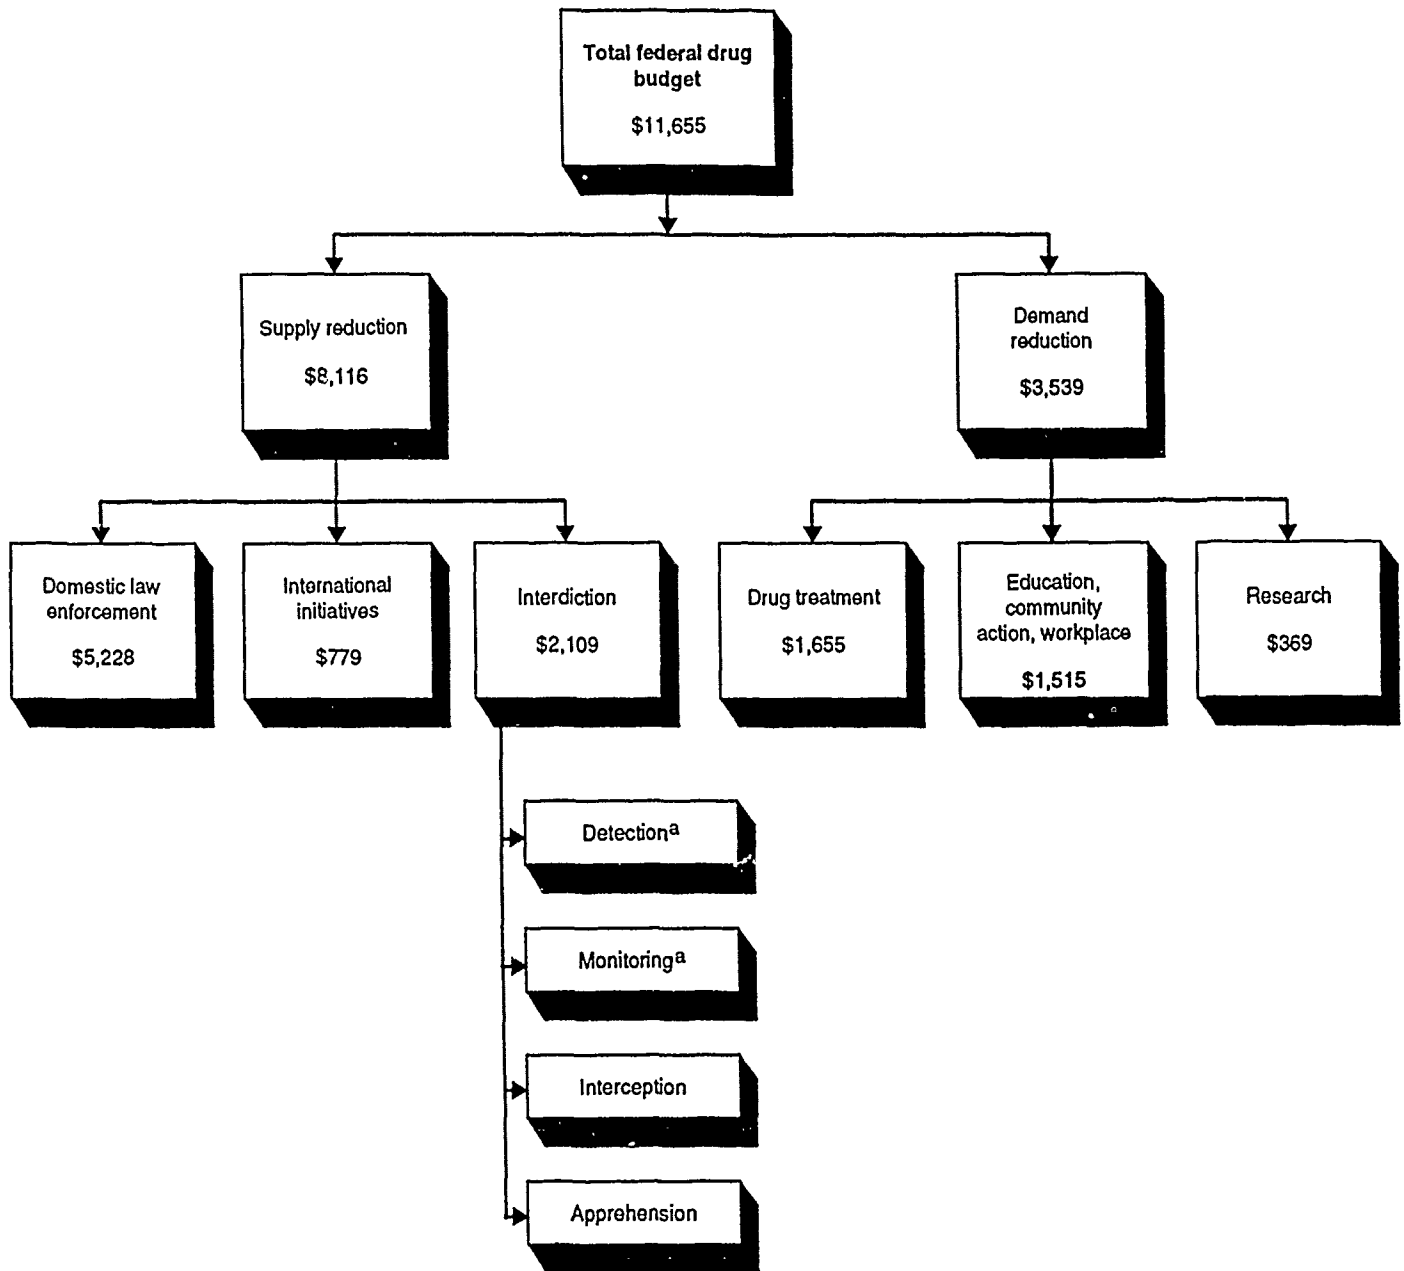 Total federal drug
budget
$11,655
Supply reduction
$8,116
Demand
reduction
$3,539
Domestic law
enforcement
$5,228
International
initiatives
$779
Interdiction
$2,109
Drug treatment
$1,655
Education,
community
action, workplace
$1,515
Research
$369
Detectiona
Monitoringa
Interception
Apprehension